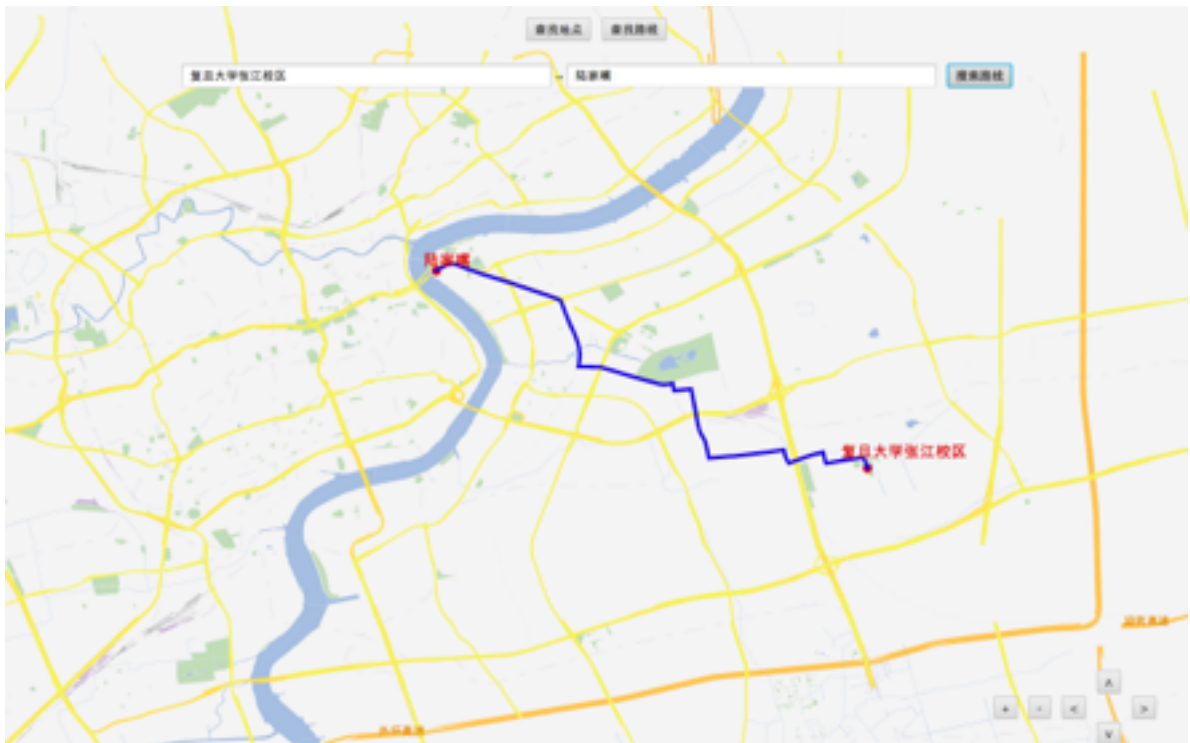 查找地点 查找路线
复旦大学张江校区 - 陆家嘴 搜索路线
陆家嘴
复旦大学张江校区
+ - < ∧ ∨ >